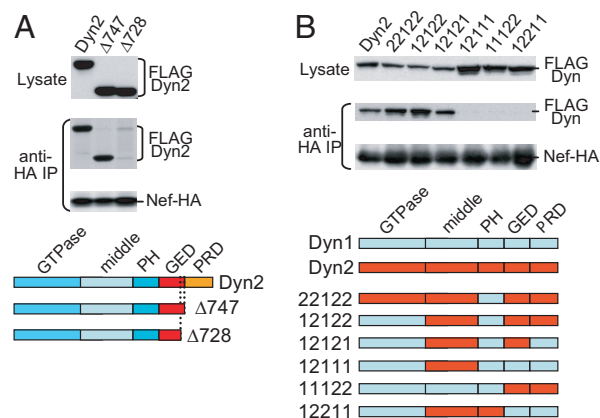 A
Dyn2 Δ747 Δ728
Lysate
FLAG
Dyn2
anti-
HA IP
FLAG
Dyn2
Nef-HA
GTPase middle PH GED PRD
Dyn2
Δ747
Δ728
B
Dyn2 22122 12122 12121 12111 11122 12211
Lysate
FLAG
Dyn
anti-
HA IP
FLAG
Dyn
Nef-HA
GTPase middle PH GED PRD
Dyn1
Dyn2
22122
12122
12121
12111
11122
12211